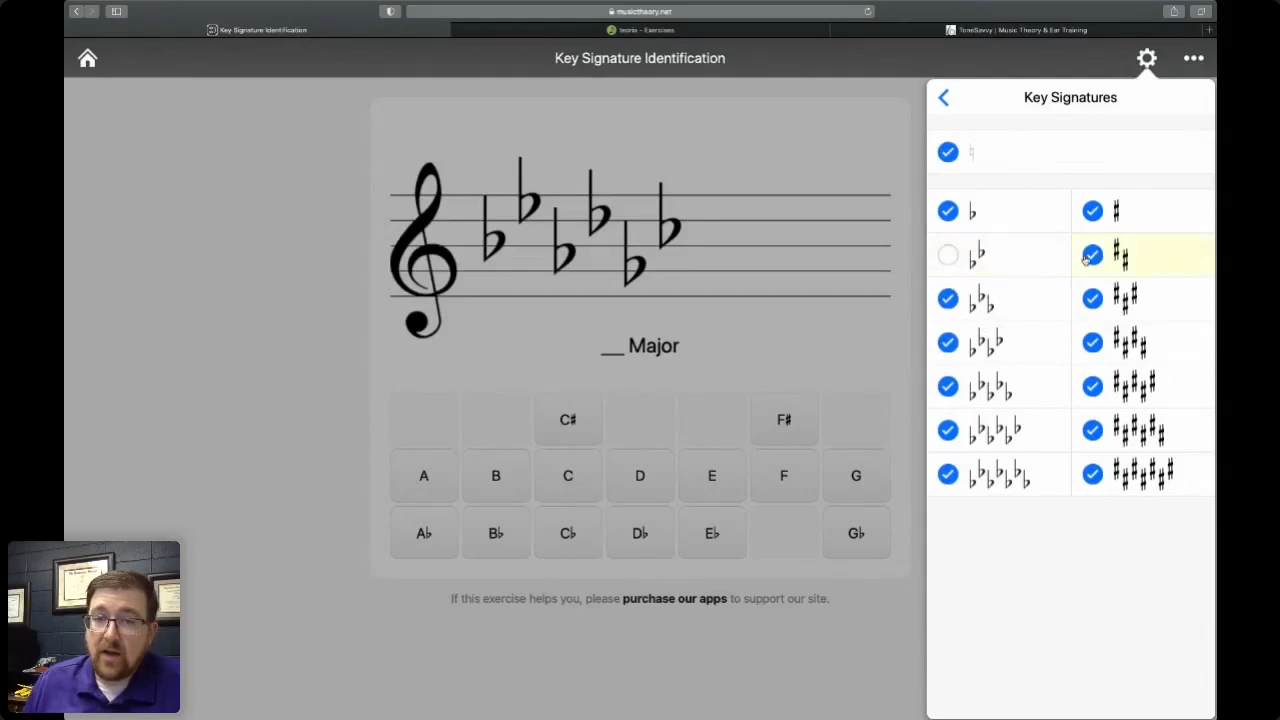 musictheory.net
Key Signature Identification
teoria - Exercises
ToneSavvy | Music Theory & Ear Training
Key Signature Identification
Key Signatures
__ Major
C♯ F♯
A B C D E F G
A♭ B♭ C♭ D♭ E♭ G♭
If this exercise helps you, please purchase our apps to support our site.